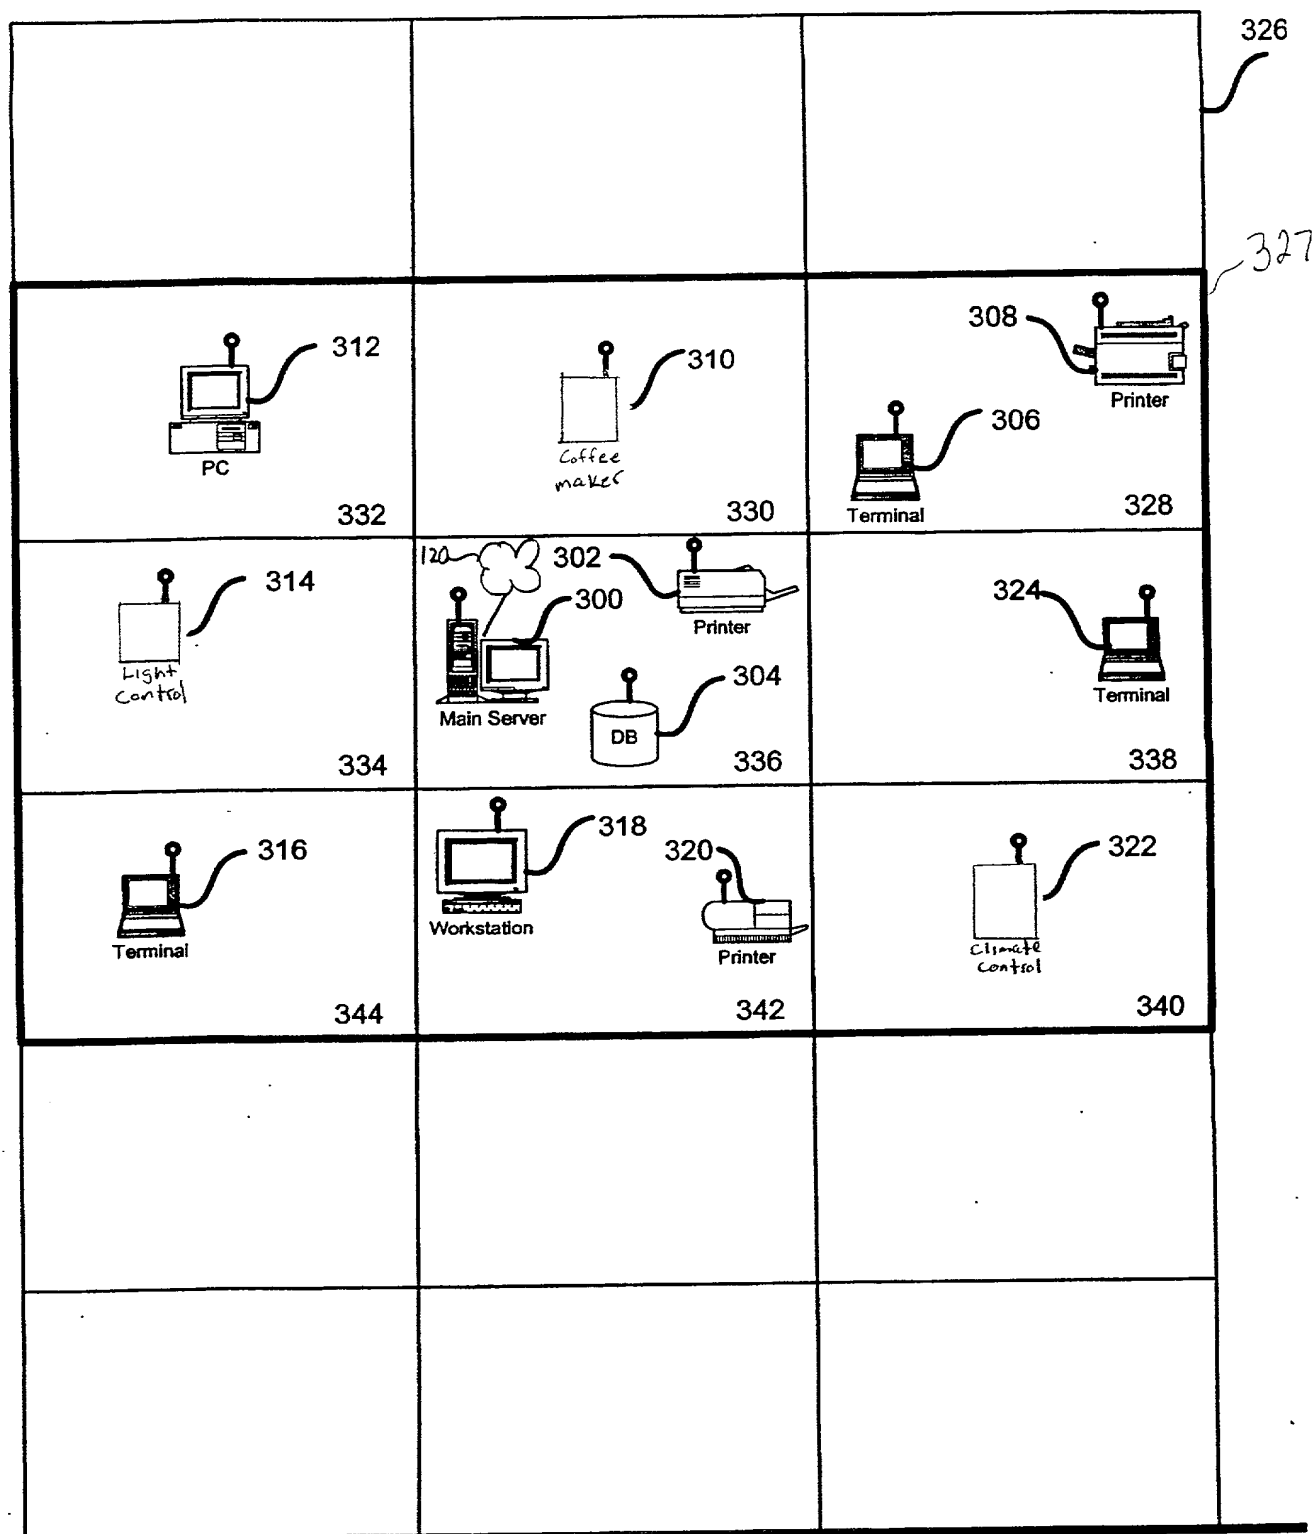 326
327
308
Printer
312
310
306
PC
Coffee
maker
Terminal
332
330
328
120
302
314
300
324
Printer
Light
control
304
Terminal
Main Server
DB
334
336
338
316
318
320
322
Terminal
Workstation
Printer
Climate
control
344
342
340